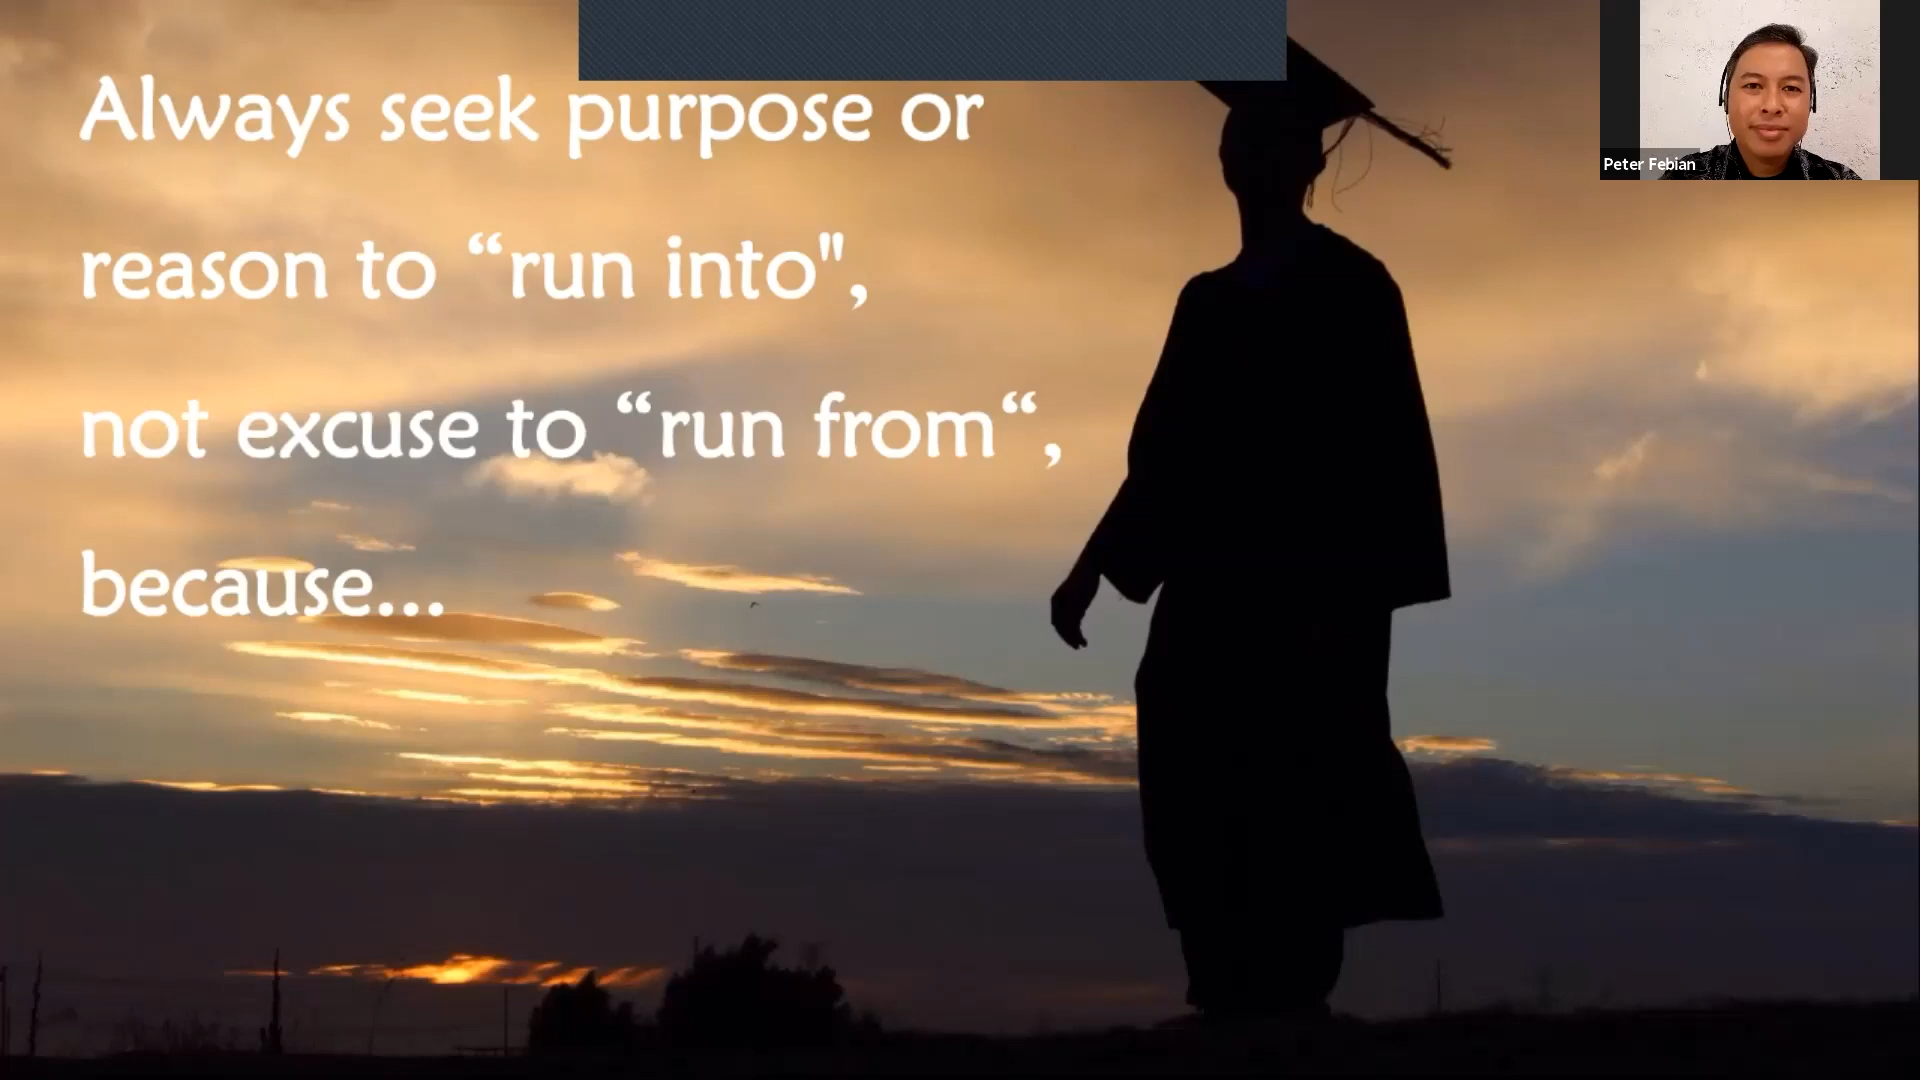 Always seek purpose or
reason to “run into",
not excuse to “run from“,
because...
Peter Febian